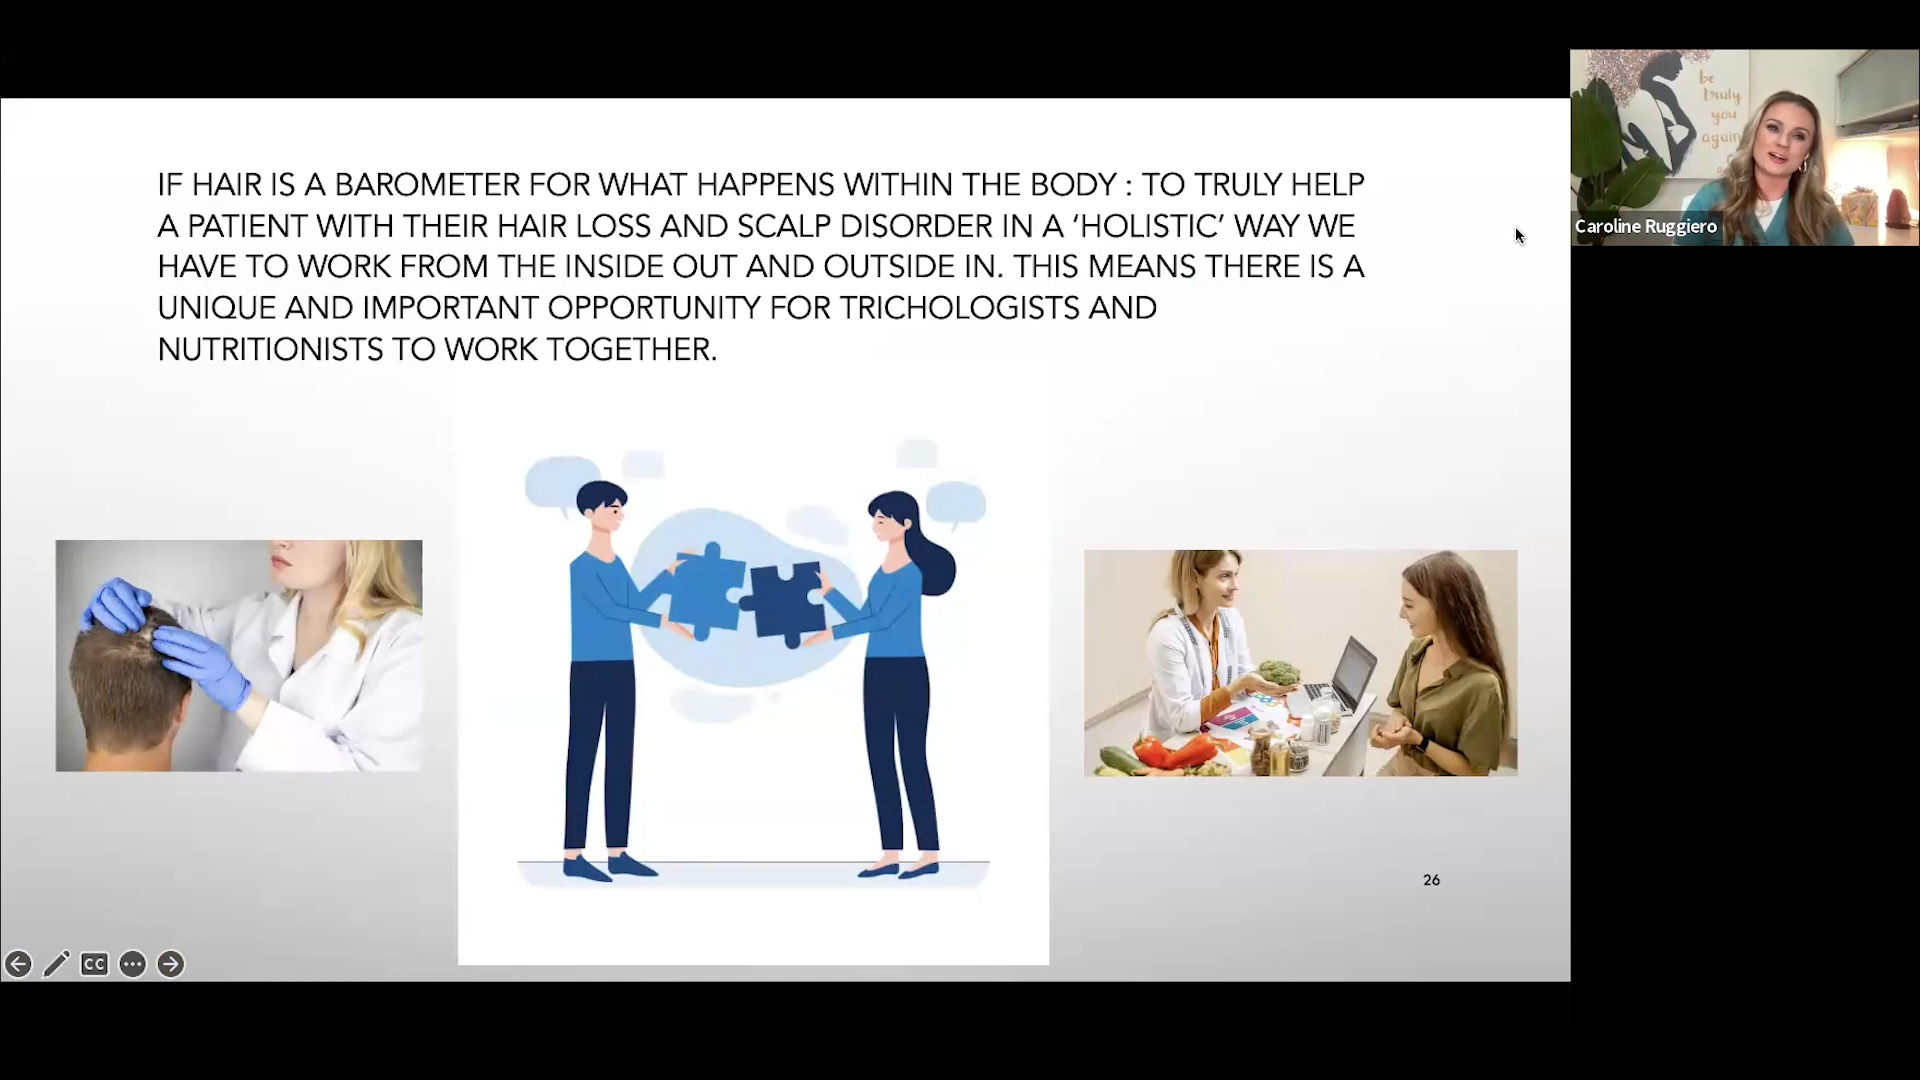 IF HAIR IS A BAROMETER FOR WHAT HAPPENS WITHIN THE BODY : TO TRULY HELP
A PATIENT WITH THEIR HAIR LOSS AND SCALP DISORDER IN A ‘HOLISTIC’ WAY WE
HAVE TO WORK FROM THE INSIDE OUT AND OUTSIDE IN. THIS MEANS THERE IS A
UNIQUE AND IMPORTANT OPPORTUNITY FOR TRICHOLOGISTS AND
NUTRITIONISTS TO WORK TOGETHER.
26
CC
be
truly
you
again
Caroline Ruggiero